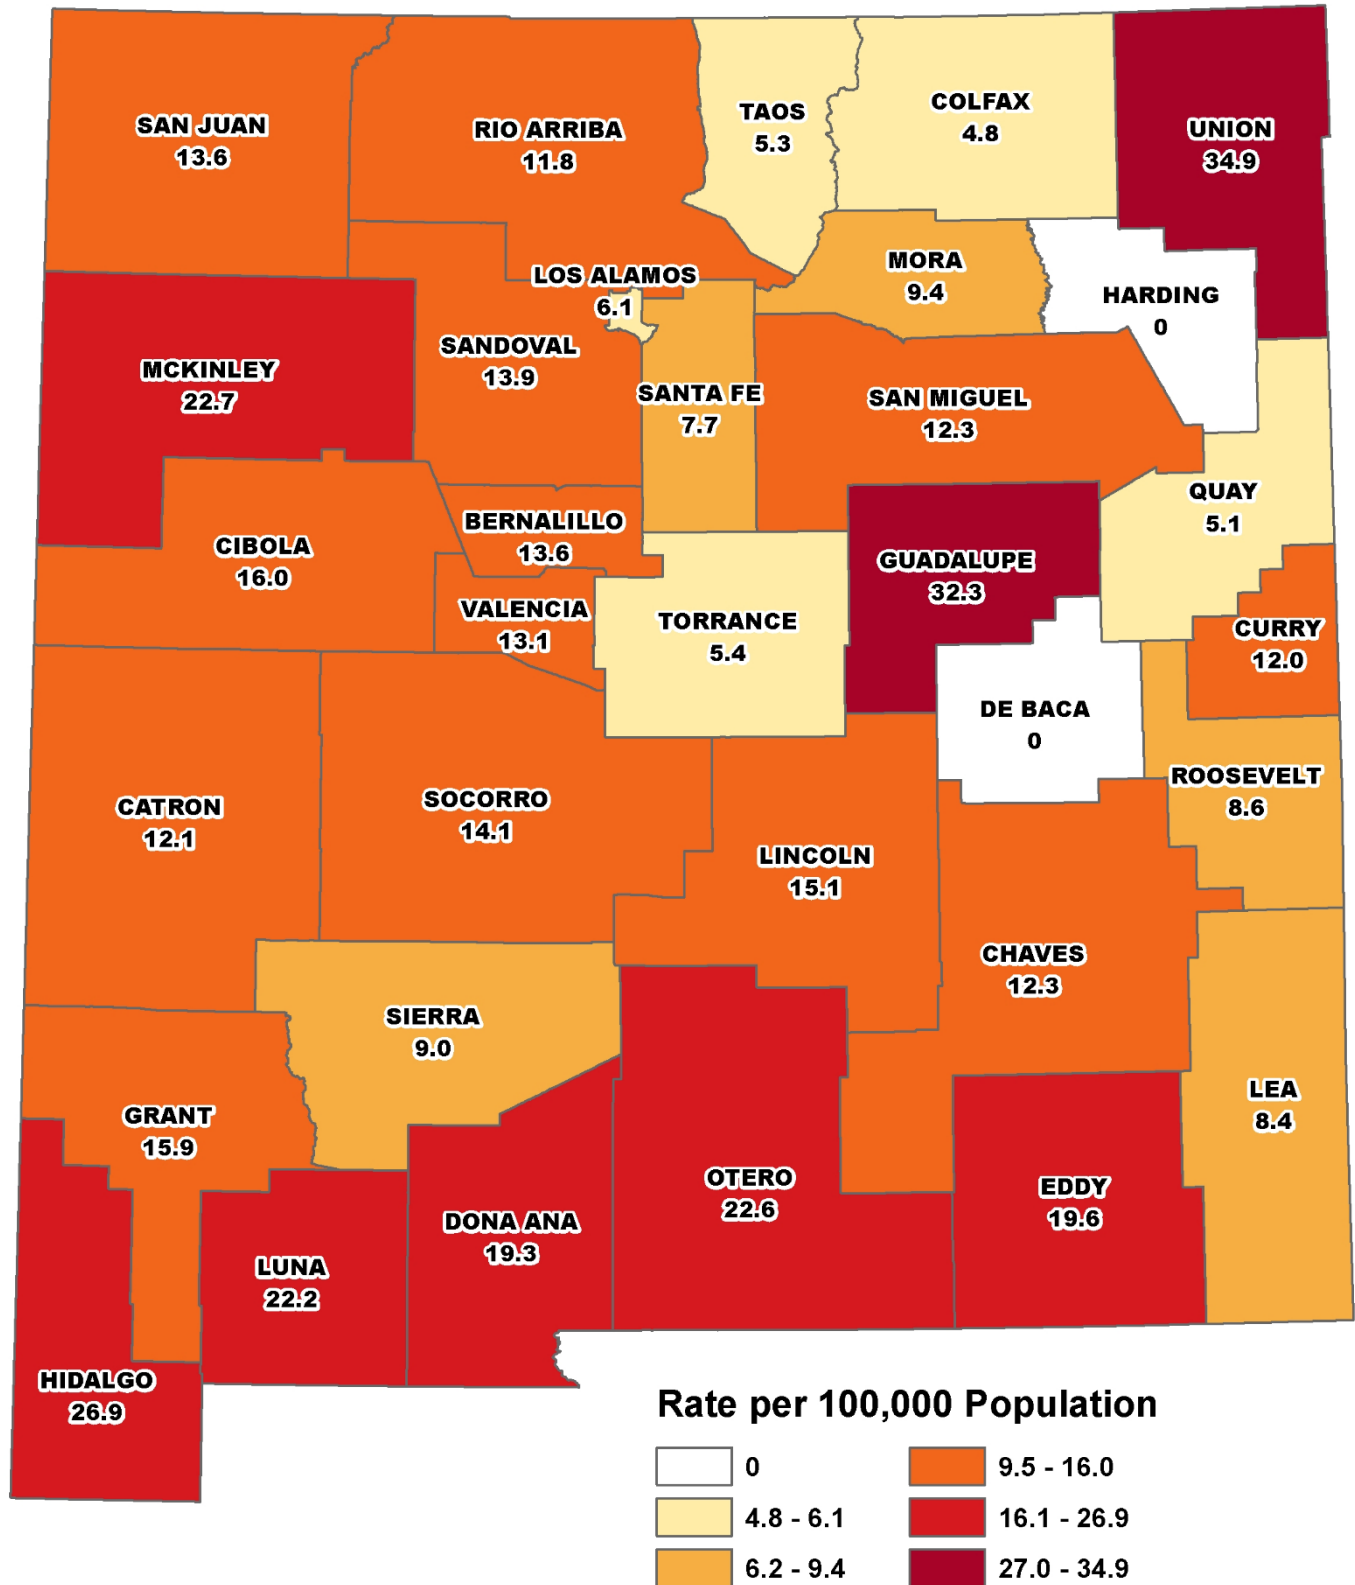 SAN JUAN
13.6
RIO ARRIBA
11.8
TAOS
5.3
COLFAX
4.8
UNION
34.9
MORA
9.4
HARDING
0
LOS ALAMOS
6.1
MCKINLEY
22.7
SANDOVAL
13.9
SANTA FE
7.7
SAN MIGUEL
12.3
QUAY
5.1
CIBOLA
16.0
BERNALILLO
13.6
GUADALUPE
32.3
VALENCIA
13.1
TORRANCE
5.4
CURRY
12.0
DE BACA
0
ROOSEVELT
8.6
CATRON
12.1
SOCORRO
14.1
LINCOLN
15.1
CHAVES
12.3
SIERRA
9.0
GRANT
15.9
LEA
8.4
OTERO
22.6
EDDY
19.6
DONA ANA
19.3
LUNA
22.2
HIDALGO
26.9
Rate per 100,000 Population
0
4.8 - 6.1
6.2 - 9.4
9.5 - 16.0
16.1 - 26.9
27.0 - 34.9